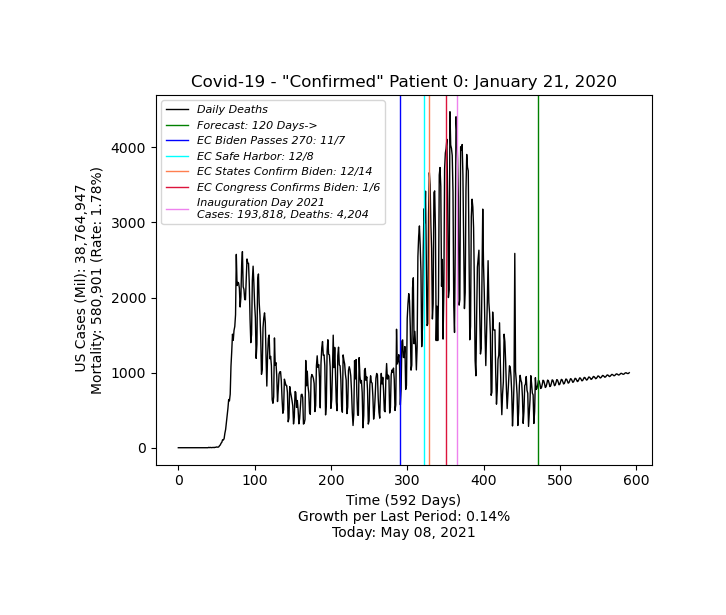 Covid-19 - "Confirmed" Patient 0: January 21, 2020
Daily Deaths
Forecast: 120 Days->
EC Biden Passes 270: 11/7
EC Safe Harbor: 12/8
EC States Confirm Biden: 12/14
EC Congress Confirms Biden: 1/6
Inauguration Day 2021
Cases: 193,818, Deaths: 4,204
US Cases (Mil): 38,764,947
Mortality: 580,901 (Rate: 1.78%)
4000
3000
2000
1000
0
0 100 200 300 400 500 600
Time (592 Days)
Growth per Last Period: 0.14%
Today: May 08, 2021